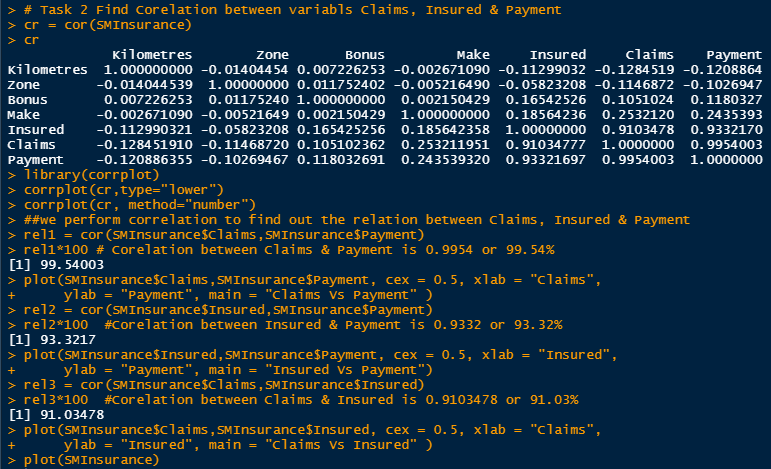 > # Task 2 Find Corelation between variabls Claims, Insured & Payment
> cr = cor(SMInsurance)
> cr
            Kilometres        Zone       Bonus         Make     Insured     Claims    Payment
Kilometres  1.000000000 -0.01404454 0.007226253 -0.002671090 -0.11299032 -0.1284519 -0.1208864
Zone       -0.014044539  1.00000000 0.011752402 -0.005216490 -0.05823208 -0.1146872 -0.1026947
Bonus       0.007226253  0.01175240 1.000000000  0.002150429  0.16542526  0.1051024  0.1180327
Make       -0.002671090 -0.00521649 0.002150429  1.000000000  0.18564236  0.2532120  0.2435393
Insured    -0.112990321 -0.05823208 0.165425256  0.185642358  1.00000000  0.9103478  0.9332170
Claims     -0.128451910 -0.11468720 0.105102362  0.253211951  0.91034777  1.0000000  0.9954003
Payment    -0.120886355 -0.10269467 0.118032691  0.243539320  0.93321697  0.9954003  1.0000000
> library(corrplot)
> corrplot(cr,type="lower")
> corrplot(cr, method="number")
> ##we perform correlation to find out the relation between Claims, Insured & Payment
> rel1 = cor(SMInsurance$Claims,SMInsurance$Payment)
> rel1*100 # Corelation between Claims & Payment is 0.9954 or 99.54%
[1] 99.54003
> plot(SMInsurance$Claims,SMInsurance$Payment, cex = 0.5, xlab = "Claims",
+      ylab = "Payment", main = "Claims Vs Payment" )
> rel2 = cor(SMInsurance$Insured,SMInsurance$Payment)
> rel2*100  #Corelation between Insured & Payment is 0.9332 or 93.32%
[1] 93.3217
> plot(SMInsurance$Insured,SMInsurance$Payment, cex = 0.5, xlab = "Insured",
+      ylab = "Payment", main = "Insured Vs Payment")
> rel3 = cor(SMInsurance$Claims,SMInsurance$Insured)
> rel3*100  #Corelation between Claims & Insured is 0.9103478 or 91.03%
[1] 91.03478
> plot(SMInsurance$Claims,SMInsurance$Insured, cex = 0.5, xlab = "Claims",
+      ylab = "Insured", main = "Claims Vs Insured" )
> plot(SMInsurance)